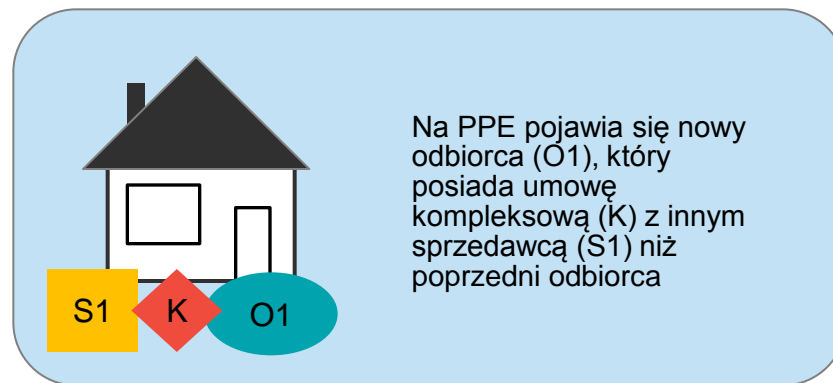 Na PPE pojawia się nowy
odbiorca (O1), który
posiada umowę
kompleksową (K) z innym
sprzedawcą (S1) niż
poprzedni odbiorca
S1
K
O1